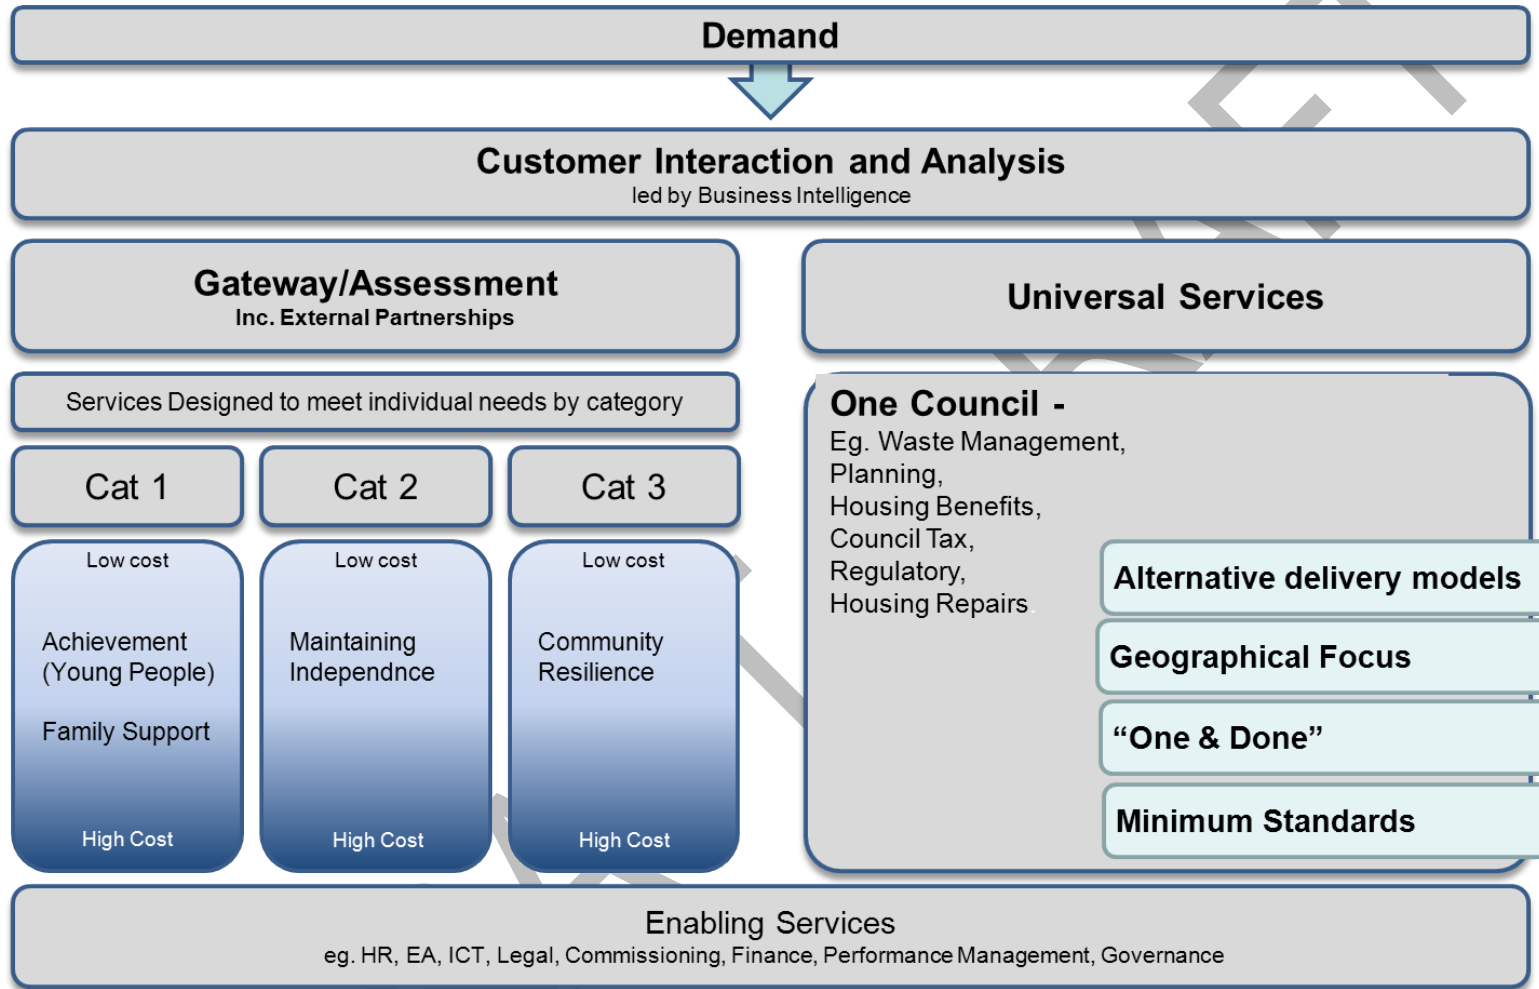 Demand
Customer Interaction and Analysis
led by Business Intelligence
Gateway/Assessment
Inc. External Partnerships
Universal Services
Services Designed to meet individual needs by category
Cat 1
Cat 2
Cat 3
Low cost
Achievement
(Young People)
Family Support
High Cost
Low cost
Maintaining
Independnce
High Cost
Low cost
Community
Resilience
High Cost
One Council -
Eg. Waste Management,
Planning,
Housing Benefits,
Council Tax,
Regulatory,
Housing Repairs.
Alternative delivery models
Geographical Focus
“One & Done”
Minimum Standards
Enabling Services
eg. HR, EA, ICT, Legal, Commissioning, Finance, Performance Management, Governance